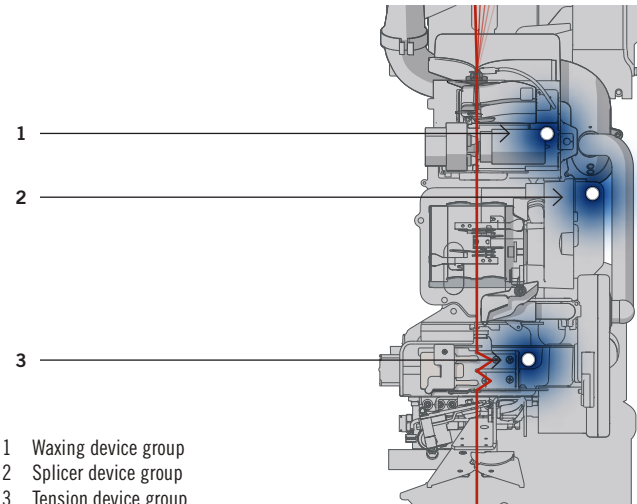 1
2
3
1 Waxing device group
2 Splicer device group
3 Tension device group